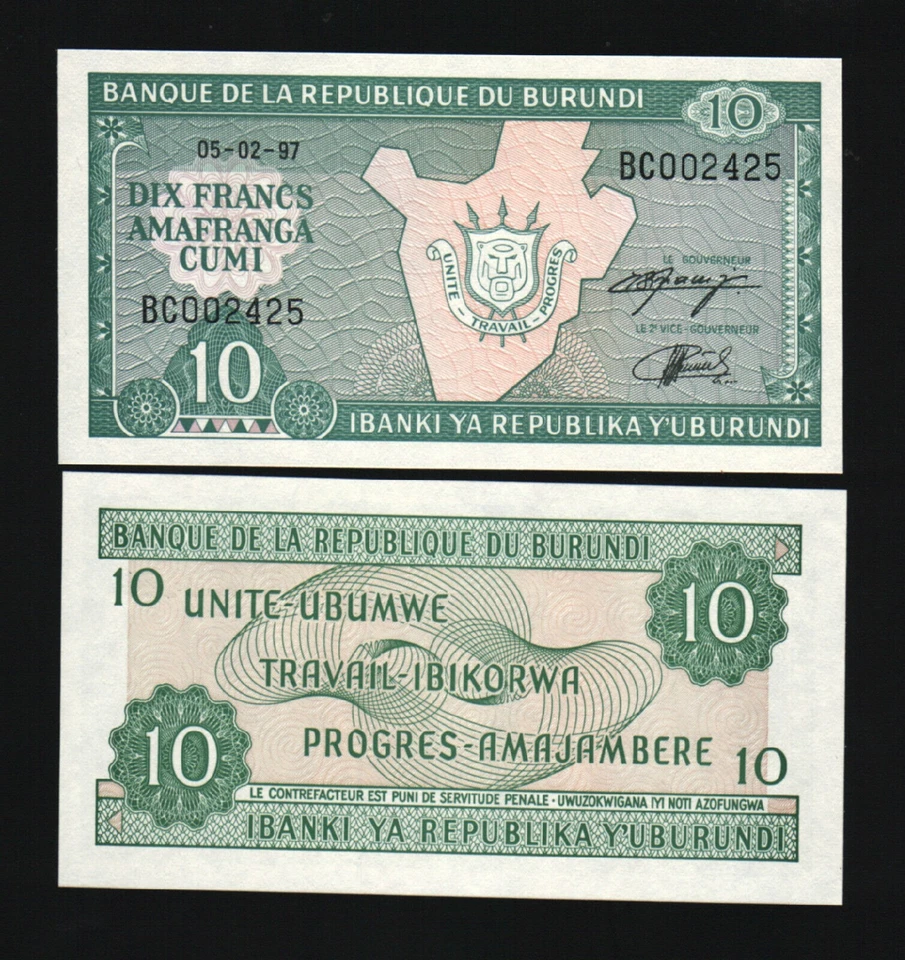 BANQUE DE LA REPUBLIQUE DU BURUNDI
10
05-02-97
BC002425
DIX FRANCS
AMAFRANGA
CUMI
LE GOUVERNEUR
UNITE - TRAVAIL - PROGRES
BC002425
LE 2e VICE-GOUVERNEUR
10
IBANKI YA REPUBLIKA Y'UBURUNDI
BANQUE DE LA REPUBLIQUE DU BURUNDI
10
UNITE-UBUMWE
10
TRAVAIL-IBIKORWA
PROGRES-AMAJAMBERE
10
10
LE CONTREFACTEUR EST PUNI DE SERVITUDE PENALE · UWUZOKWIGANA IYI NOTI AZOFUNGWA
IBANKI YA REPUBLIKA Y'UBURUNDI